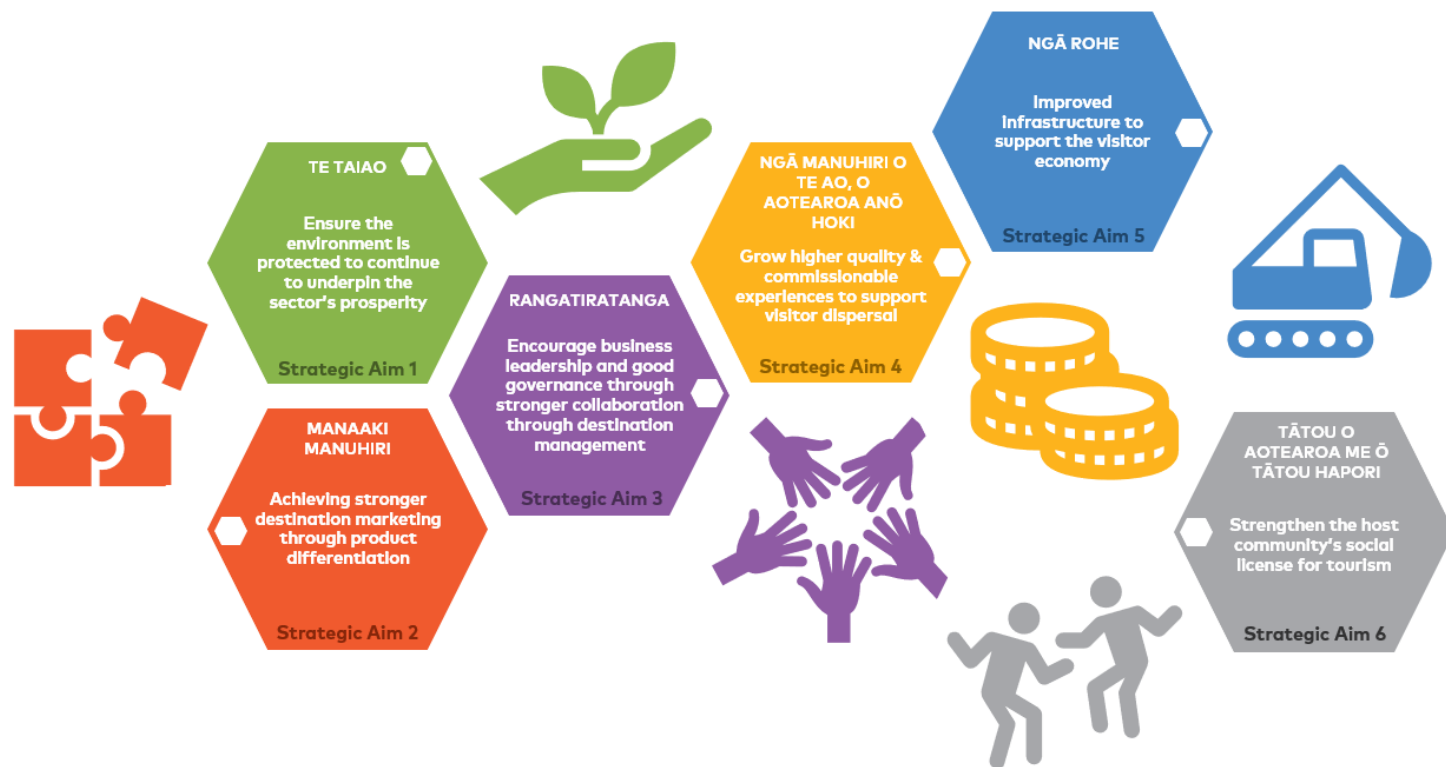 TE TAIAO
Ensure the
environment is
protected to continue
to underpin the
sector's prosperity
Strategic Aim 1
MANAAKI
MANUHIRI
Achieving stronger
destination marketing
through product
differentiation
Strategic Aim 2
RANGATIRATANGA
Encourage business
leadership and good
governance through
stronger collaboration
through destination
management
Strategic Aim 3
NGĀ MANUHIRI O
TE AO, O
AOTEAROA ANŌ
HOKI
Grow higher quality &
commissionable
experiences to support
visitor dispersal
Strategic Aim 4
NGĀ ROHE
Improved
infrastructure to
support the visitor
economy
Strategic Aim 5
TĀTOU O
AOTEAROA ME Ō
TĀTOU HAPORI
Strengthen the host
community's social
license for tourism
Strategic Aim 6